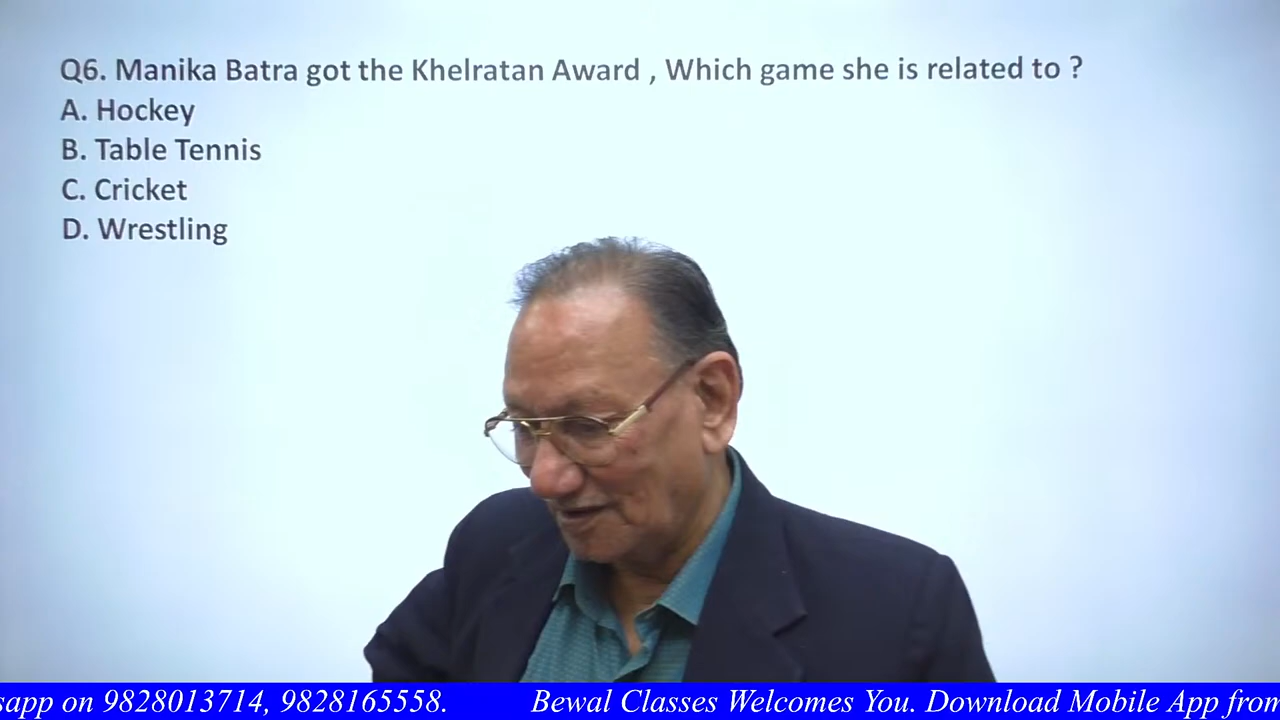 Q6. Manika Batra got the Khelratan Award , Which game she is related to ?
A. Hockey
B. Table Tennis
C. Cricket
D. Wrestling
on 9828013714, 9828165558. Bewal Classes Welcomes You. Download Mobile App from